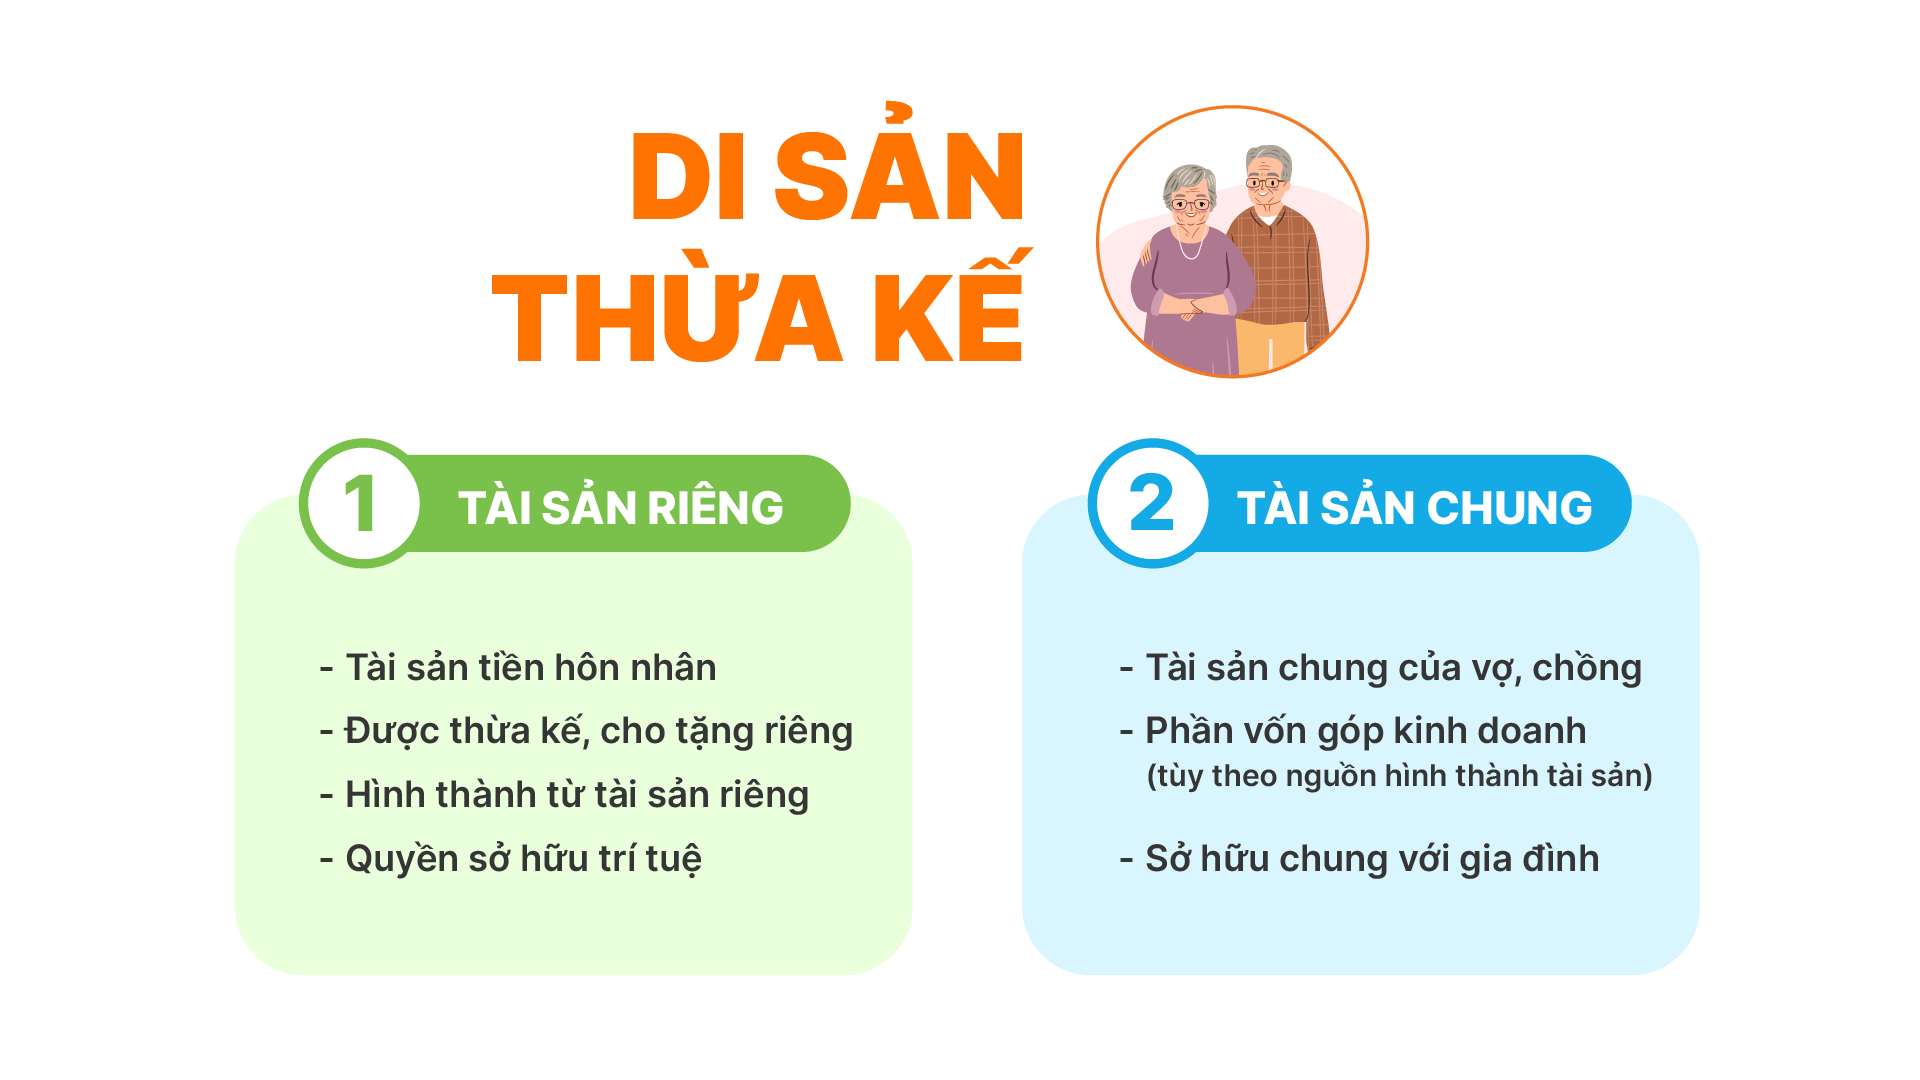 DI SẢN
THỪA KẾ
1
TÀI SẢN RIÊNG
- Tài sản tiền hôn nhân
- Được thừa kế, cho tặng riêng
- Hình thành từ tài sản riêng
- Quyền sở hữu trí tuệ
2
TÀI SẢN CHUNG
- Tài sản chung của vợ, chồng
- Phần vốn góp kinh doanh
(tùy theo nguồn hình thành tài sản)
- Sở hữu chung với gia đình